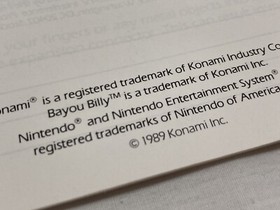 onami® is a registered trademark of Konami Industry Co
Bayou Billy™ is a trademark of Konami Inc.
Nintendo® and Nintendo Entertainment System®
registered trademarks of Nintendo of America
© 1989 Konami Inc.